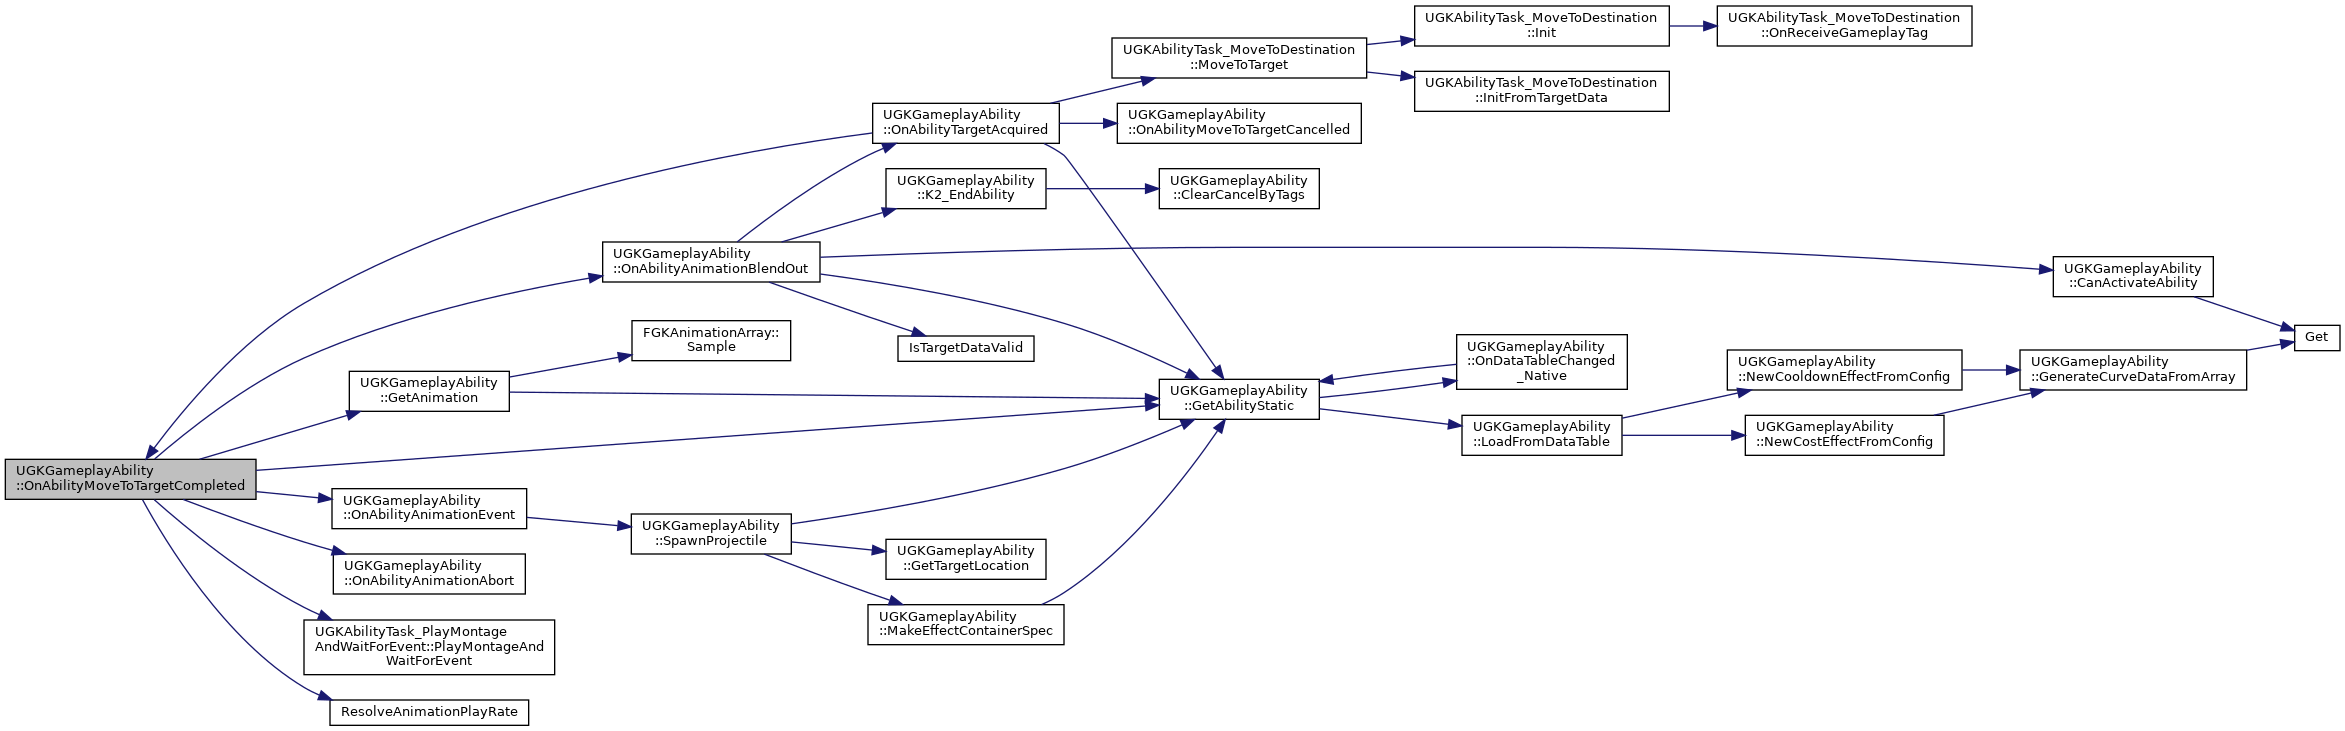 UGKAbilityTask_MoveToDestination
::Init
UGKAbilityTask_MoveToDestination
::OnReceiveGameplayTag
UGKAbilityTask_MoveToDestination
::MoveToTarget
UGKAbilityTask_MoveToDestination
::InitFromTargetData
UGKGameplayAbility
::OnAbilityTargetAcquired
UGKGameplayAbility
::OnAbilityMoveToTargetCancelled
UGKGameplayAbility
::K2_EndAbility
UGKGameplayAbility
::ClearCancelByTags
UGKGameplayAbility
::OnAbilityAnimationBlendOut
UGKGameplayAbility
::CanActivateAbility
FGKAnimationArray::
Sample
IsTargetDataValid
UGKGameplayAbility
::OnDataTableChanged
_Native
Get
UGKGameplayAbility
::GetAnimation
UGKGameplayAbility
::GetAbilityStatic
UGKGameplayAbility
::NewCooldownEffectFromConfig
UGKGameplayAbility
::GenerateCurveDataFromArray
UGKGameplayAbility
::LoadFromDataTable
UGKGameplayAbility
::NewCostEffectFromConfig
UGKGameplayAbility
::OnAbilityMoveToTargetCompleted
UGKGameplayAbility
::OnAbilityAnimationEvent
UGKGameplayAbility
::SpawnProjectile
UGKGameplayAbility
::GetTargetLocation
UGKGameplayAbility
::OnAbilityAnimationAbort
UGKGameplayAbility
::MakeEffectContainerSpec
UGKAbilityTask_PlayMontage
AndWaitForEvent::PlayMontageAnd
WaitForEvent
ResolveAnimationPlayRate